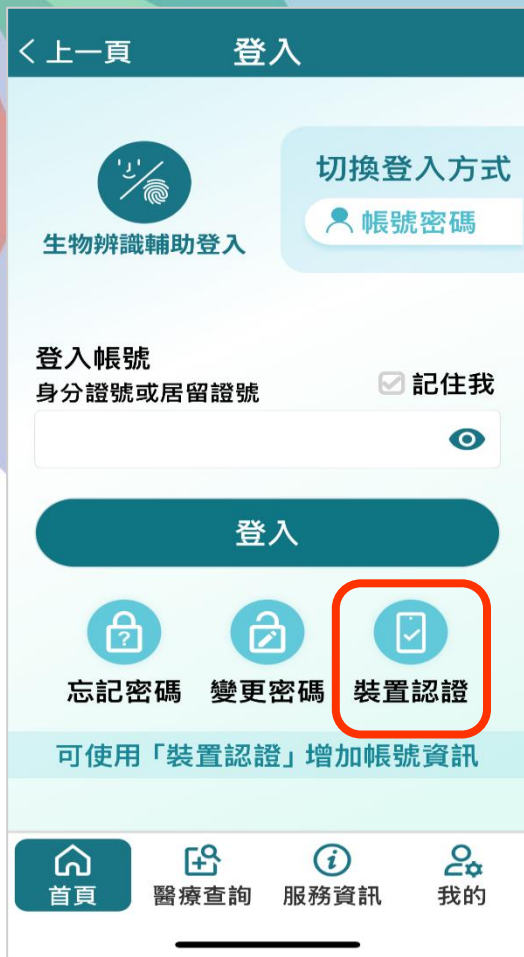 上一頁 登入
切換登入方式
帳號密碼
生物辨識輔助登入
登入帳號
身分證號或居留證號
記住我
登入
忘記密碼 變更密碼 裝置認證
可使用「裝置認證」增加帳號資訊
首頁 醫療查詢 服務資訊 我的